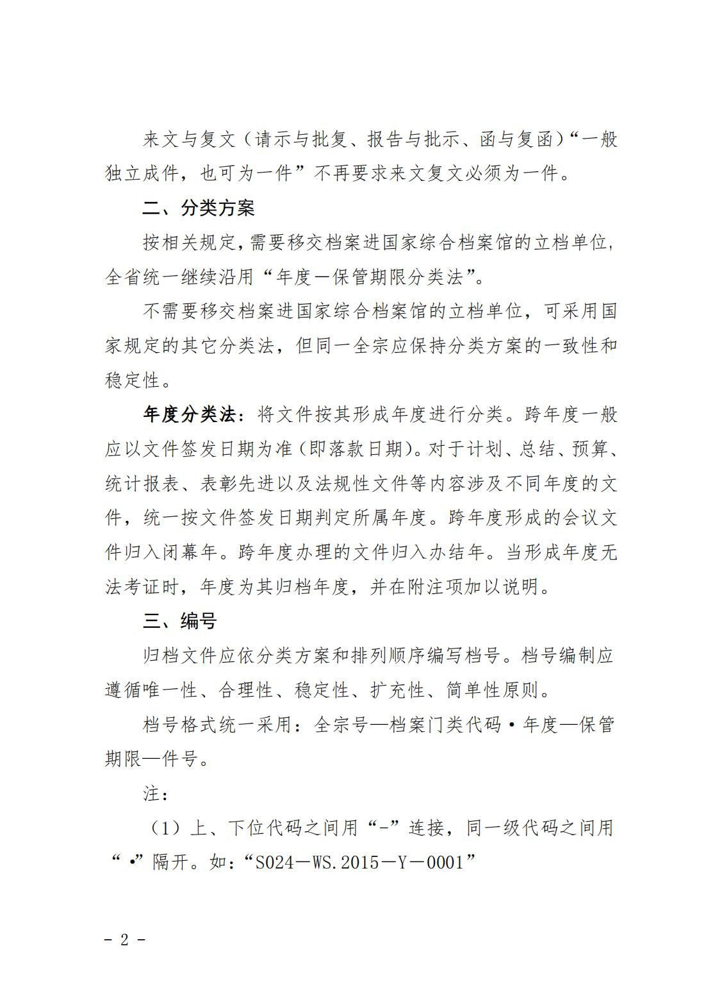 来文与复文（请示与批复、报告与批示、函与复函）“一般
独立成件，也可为一件”不再要求来文复文必须为一件。
二、分类方案
按相关规定，需要移交档案进国家综合档案馆的立档单位，
全省统一继续沿用“年度－保管期限分类法”。
不需要移交档案进国家综合档案馆的立档单位，可采用国
家规定的其它分类法，但同一全宗应保持分类方案的一致性和
稳定性。
年度分类法：将文件按其形成年度进行分类。跨年度一般
应以文件签发日期为准（即落款日期）。对于计划、总结、预算、
统计报表、表彰先进以及法规性文件等内容涉及不同年度的文
件，统一按文件签发日期判定所属年度。跨年度形成的会议文
件归入闭幕年。跨年度办理的文件归入办结年。当形成年度无
法考证时，年度为其归档年度，并在附注项加以说明。
三、编号
归档文件应依分类方案和排列顺序编写档号。档号编制应
遵循唯一性、合理性、稳定性、扩充性、简单性原则。
档号格式统一采用：全宗号—档案门类代码·年度—保管
期限—件号。
注：
（1）上、下位代码之间用“-”连接，同一级代码之间用
“·”隔开。如：“S024－WS.2015－Y－0001”
- 2 -